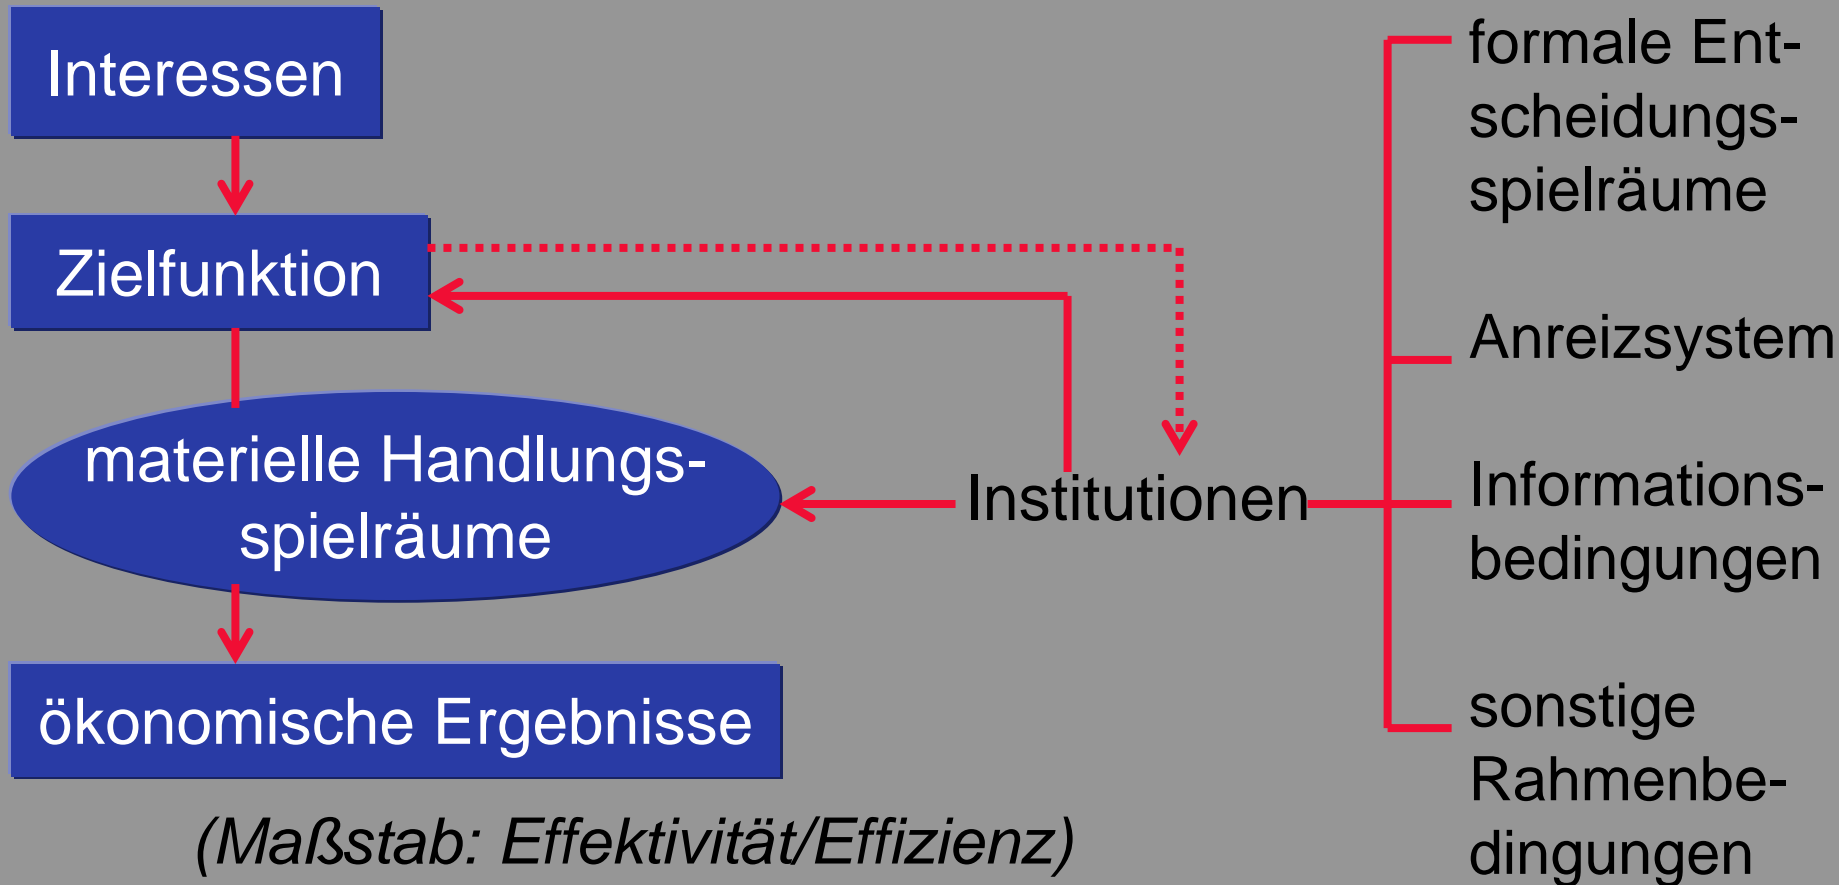 Interessen
Zielfunktion
materielle Handlungs-
spielräume
ökonomische Ergebnisse
(Maßstab: Effektivität/Effizienz)
Institutionen
formale Ent-
scheidungs-
spielräume
Anreizsystem
Informations-
bedingungen
sonstige
Rahmenbe-
dingungen